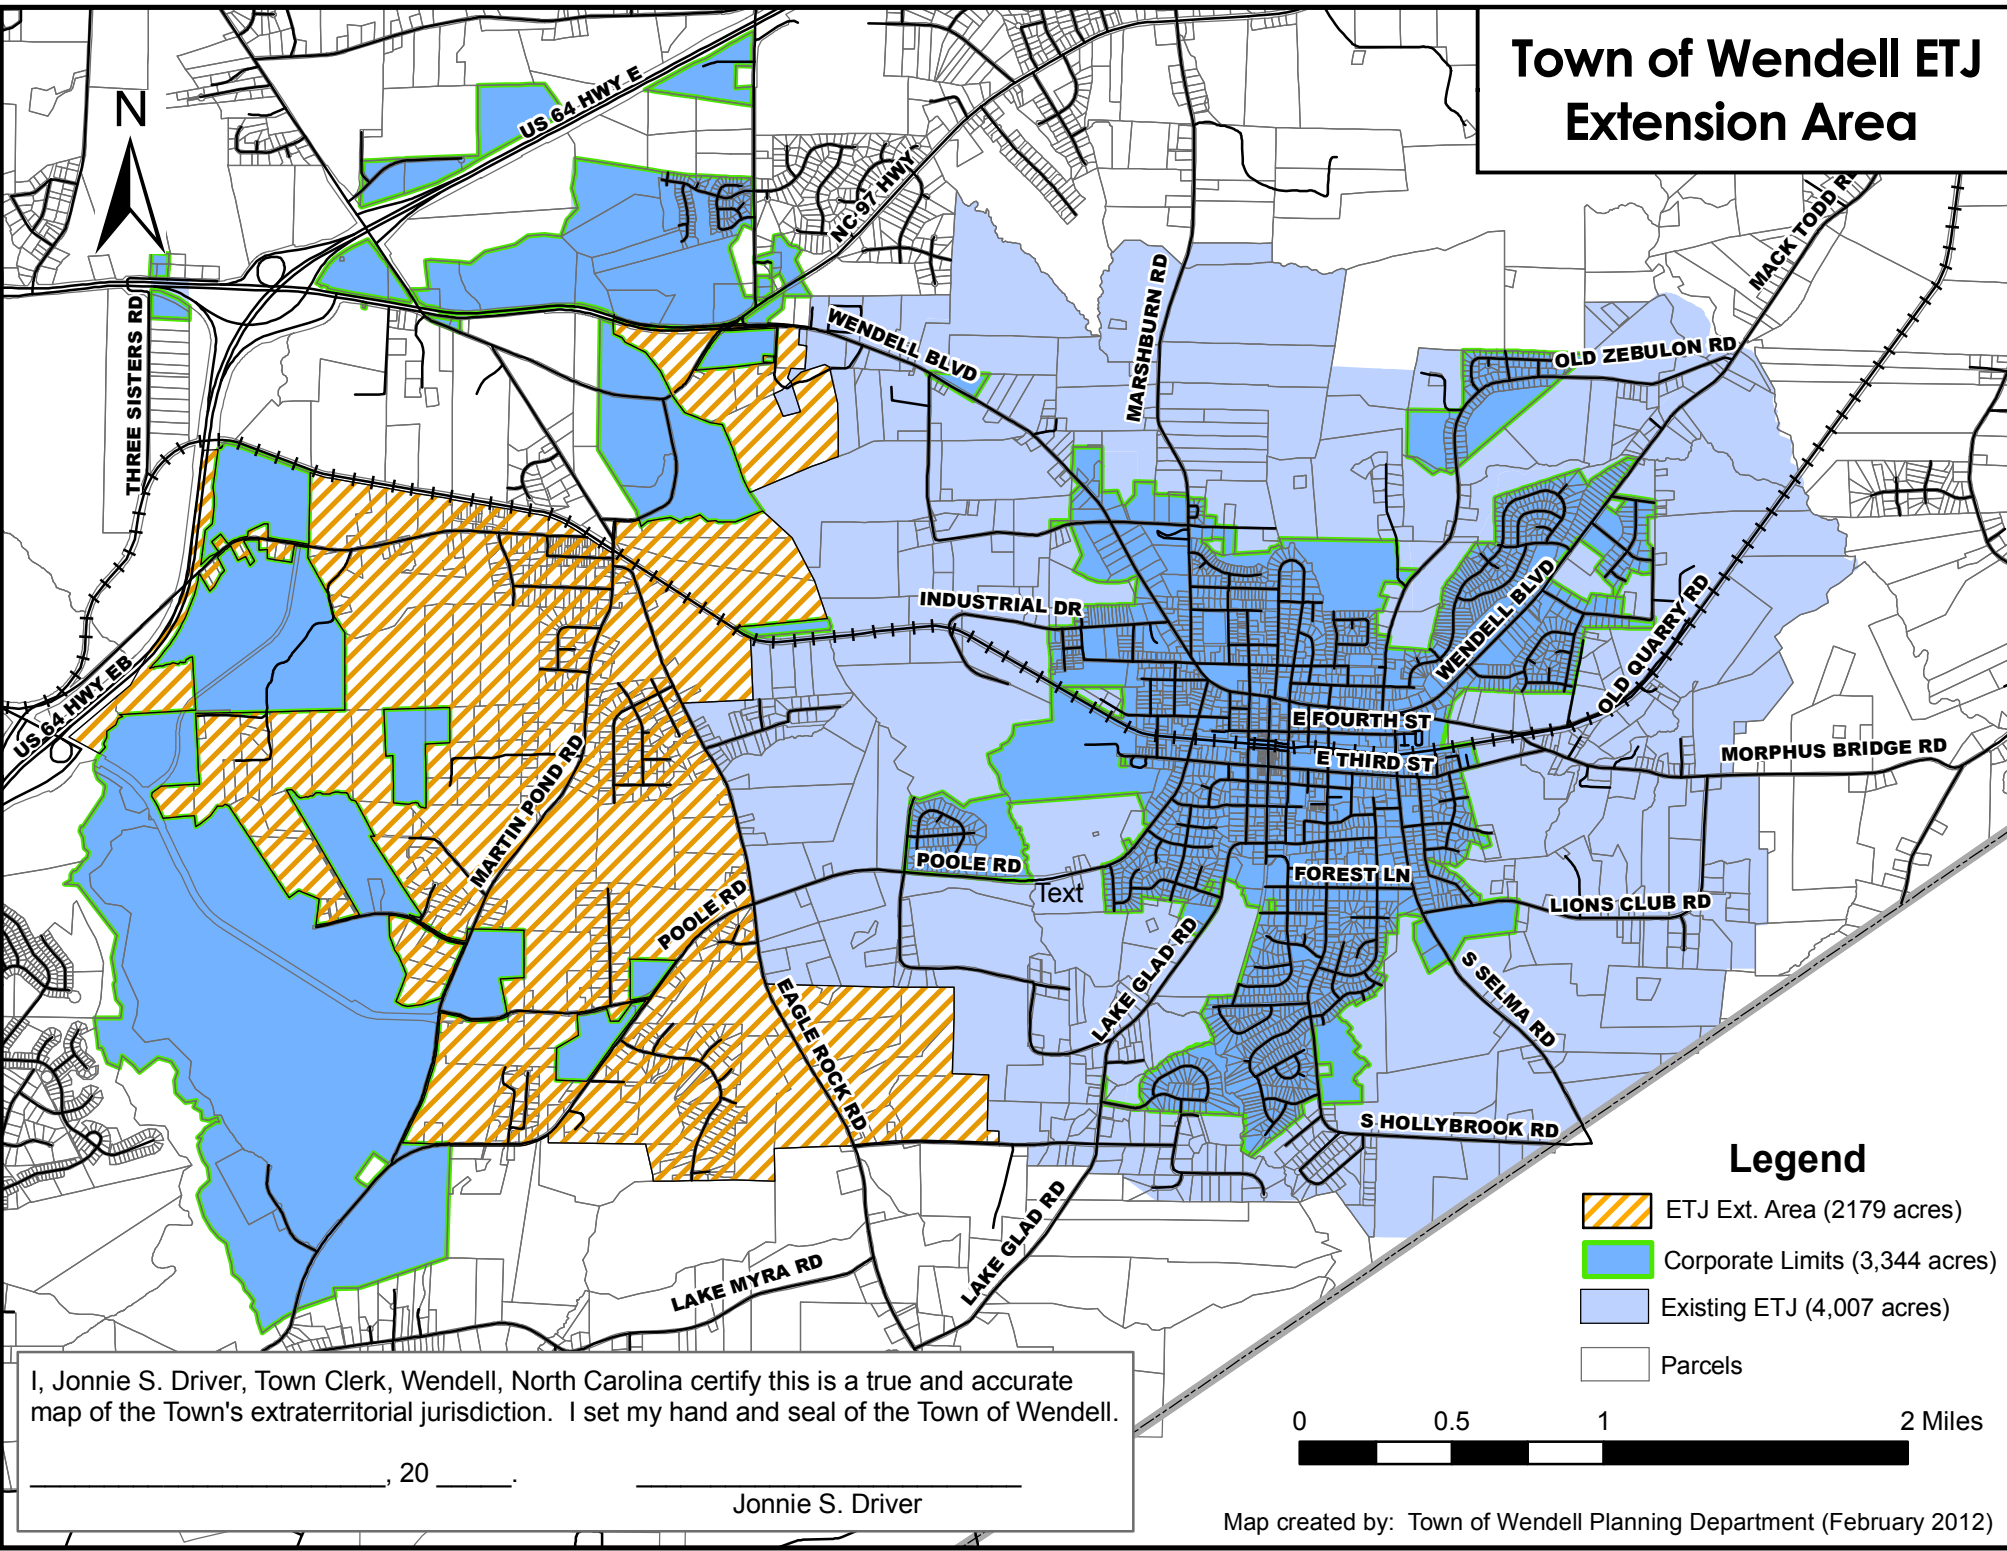 Town of Wendell ETJ
Extension Area
N
US 64 HWY E
NC 97 HWY
MACK TODD RD
MARSHBURN RD
THREE SISTERS RD
WENDELL BLVD
OLD ZEBULON RD
INDUSTRIAL DR
WENDELL BLVD
OLD QUARRY RD
US 64 HWY EB
E FOURTH ST
E THIRD ST
MORPHUS BRIDGE RD
MARTIN POND RD
POOLE RD
Text
FOREST LN
LIONS CLUB RD
POOLE RD
LAKE GLAD RD
S SELMA RD
EAGLE ROCK RD
S HOLLYBROOK RD
LAKE GLAD RD
LAKE MYRA RD
Legend
ETJ Ext. Area (2179 acres)
Corporate Limits (3,344 acres)
Existing ETJ (4,007 acres)
Parcels
0 0.5 1 2 Miles
I, Jonnie S. Driver, Town Clerk, Wendell, North Carolina certify this is a true and accurate
map of the Town's extraterritorial jurisdiction. I set my hand and seal of the Town of Wendell.
, 20 .
Jonnie S. Driver
Map created by: Town of Wendell Planning Department (February 2012)